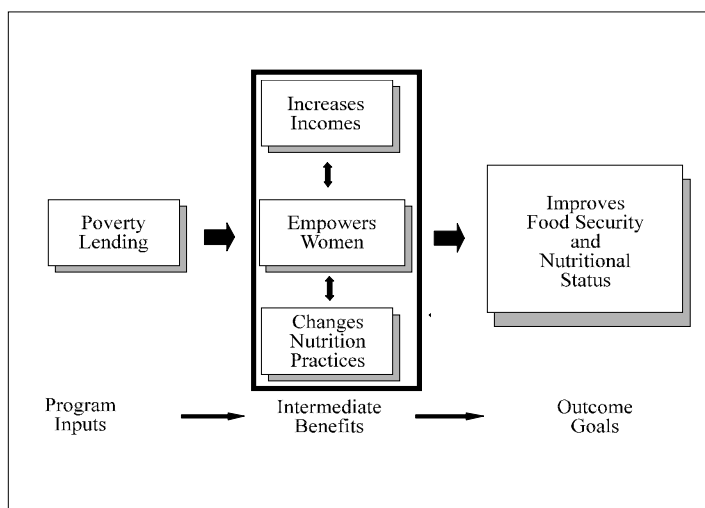 Increases
Incomes
Poverty
Lending
Empowers
Women
Changes
Nutrition
Practices
Improves
Food Security
and
Nutritional
Status
Program
Inputs
Intermediate
Benefits
Outcome
Goals